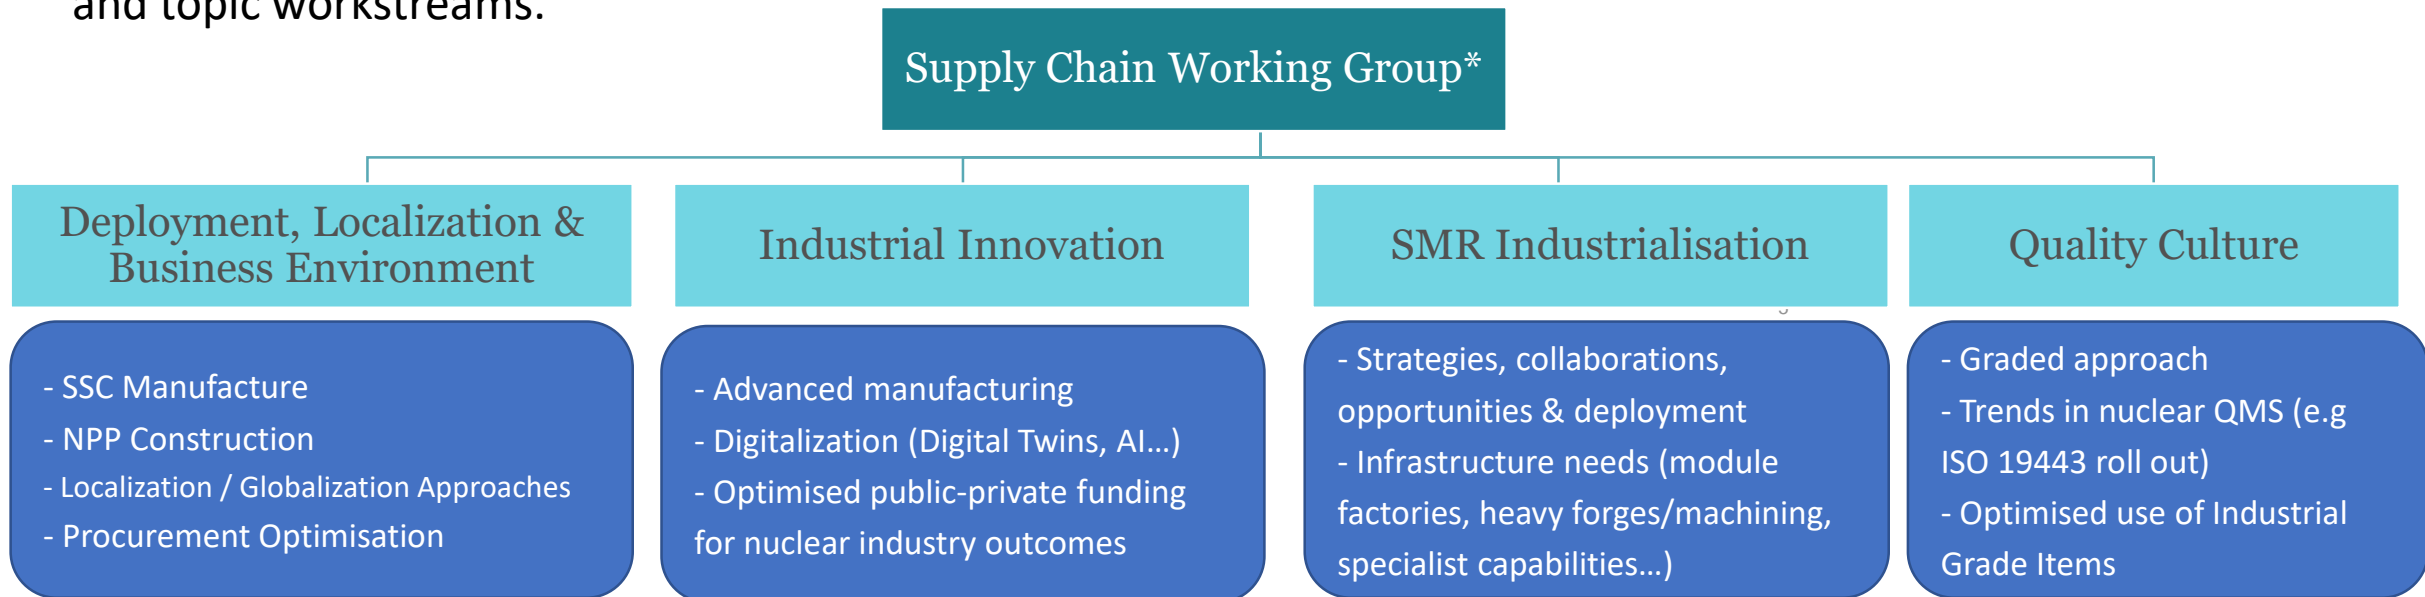 and topic workstreams.
Supply Chain Working Group*
Deployment, Localization &
Business Environment
Industrial Innovation
SMR Industrialisation
Quality Culture
- SSC Manufacture
- NPP Construction
- Localization / Globalization Approaches
- Procurement Optimisation
- Advanced manufacturing
- Digitalization (Digital Twins, AI…)
- Optimised public-private funding
for nuclear industry outcomes
- Strategies, collaborations,
opportunities & deployment
- Infrastructure needs (module
factories, heavy forges/machining,
specialist capabilities…)
- Graded approach
- Trends in nuclear QMS (e.g
ISO 19443 roll out)
- Optimised use of Industrial
Grade Items